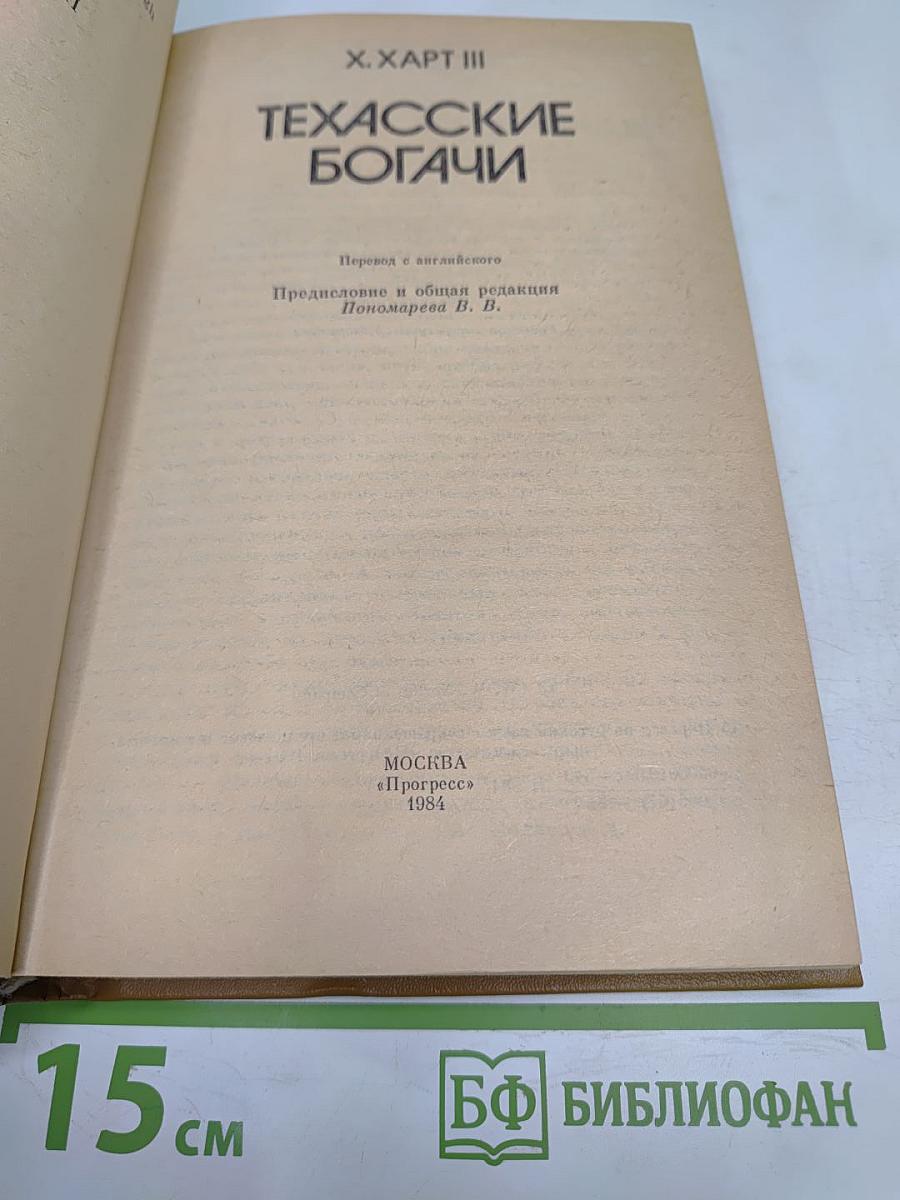 Х. ХАРТ III
ТЕХАССКИЕ
БОГАЧИ
Перевод с английского
Предисловие и общая редакция
Пономарева В. В.
МОСКВА
«Прогресс»
1984
15 см
БФ БИБЛИОФАН